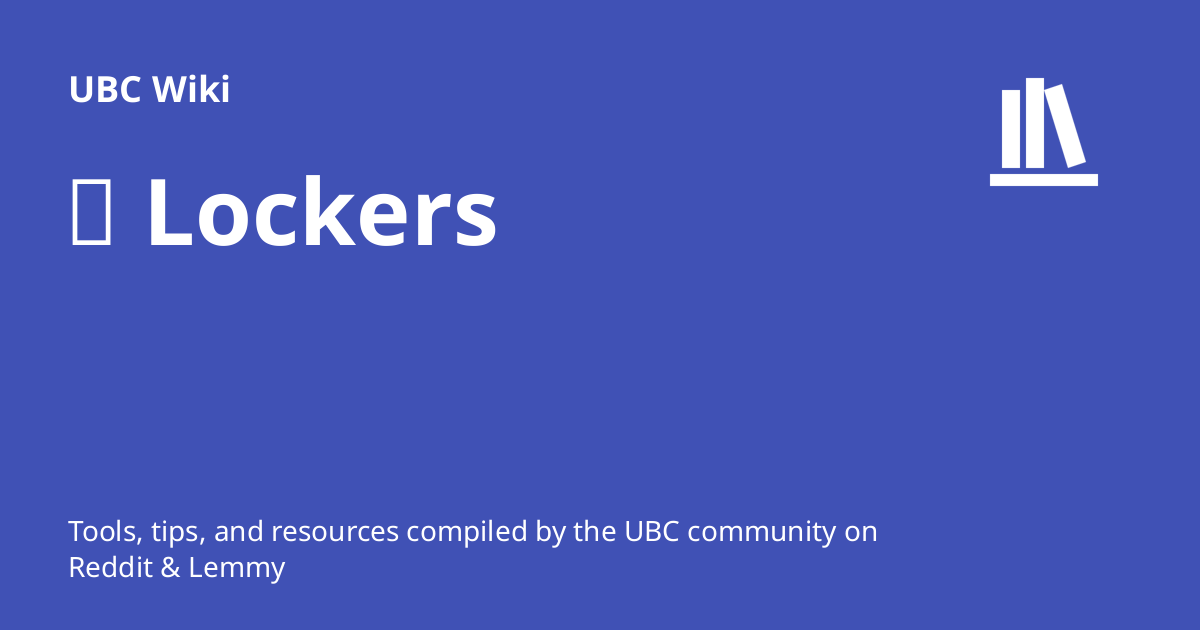 UBC Wiki
Lockers
Tools, tips, and resources compiled by the UBC community on
Reddit & Lemmy